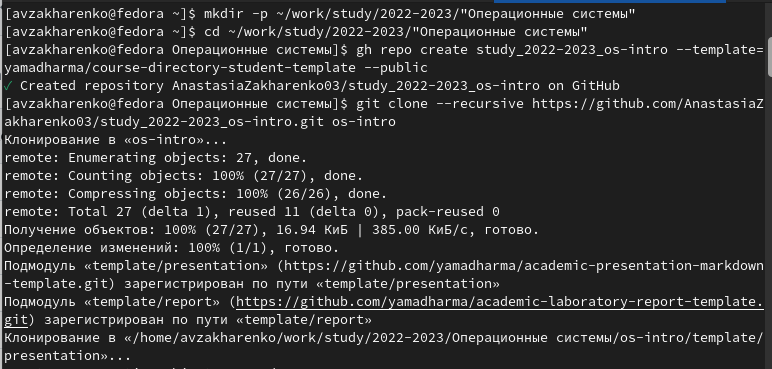 [avzakharenko@fedora ~]$ mkdir -p ~/work/study/2022-2023/"Операционные системы"
[avzakharenko@fedora ~]$ cd ~/work/study/2022-2023/"Операционные системы"
[avzakharenko@fedora Операционные системы]$ gh repo create study_2022-2023_os-intro --template=
yamadharma/course-directory-student-template --public
✓ Created repository AnastasiaZakharenko03/study_2022-2023_os-intro on GitHub
[avzakharenko@fedora Операционные системы]$ git clone --recursive https://github.com/AnastasiaZ
akharenko03/study_2022-2023_os-intro.git os-intro
Клонирование в «os-intro»...
remote: Enumerating objects: 27, done.
remote: Counting objects: 100% (27/27), done.
remote: Compressing objects: 100% (26/26), done.
remote: Total 27 (delta 1), reused 11 (delta 0), pack-reused 0
Получение объектов: 100% (27/27), 16.94 КиБ | 385.00 КиБ/с, готово.
Определение изменений: 100% (1/1), готово.
Подмодуль «template/presentation» (https://github.com/yamadharma/academic-presentation-markdown
-template.git) зарегистрирован по пути «template/presentation»
Подмодуль «template/report» (https://github.com/yamadharma/academic-laboratory-report-template.
git) зарегистрирован по пути «template/report»
Клонирование в «/home/avzakharenko/work/study/2022-2023/Операционные системы/os-intro/template/
presentation»...